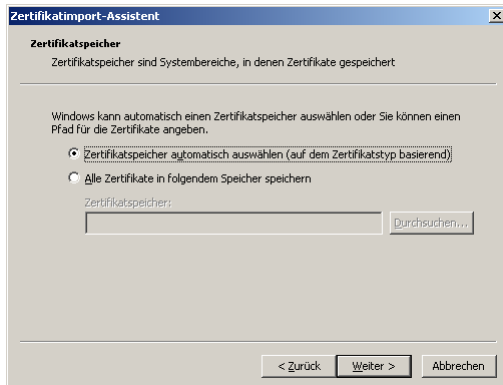 Zertifikatimport-Assistent
Zertifikatspeicher
Zertifikatspeicher sind Systembereiche, in denen Zertifikate gespeichert
Windows kann automatisch einen Zertifikatspeicher auswählen oder Sie können einen
Pfad für die Zertifikate angeben.
Zertifikatspeicher automatisch auswählen (auf dem Zertifikatstyp basierend)
Alle Zertifikate in folgendem Speicher speichern
Zertifikatspeicher:
Durchsuchen...
< Zurück Weiter > Abbrechen